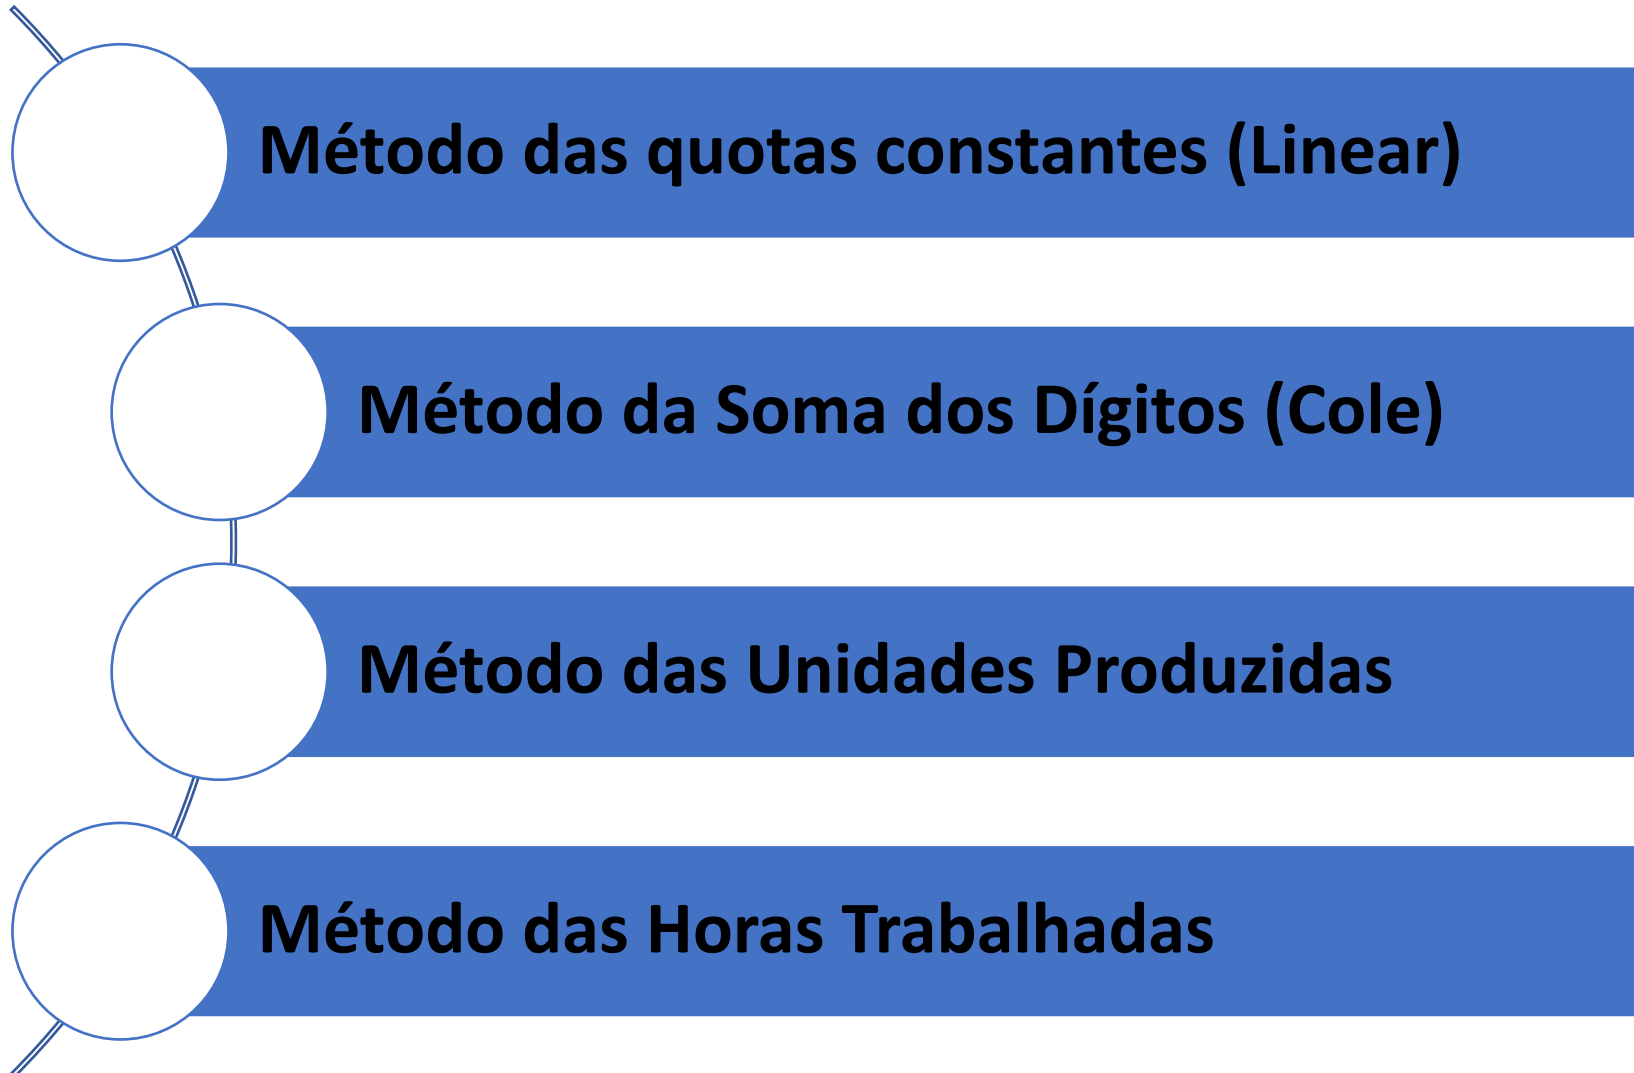 Método das quotas constantes (Linear)
Método da Soma dos Dígitos (Cole)
Método das Unidades Produzidas
Método das Horas Trabalhadas